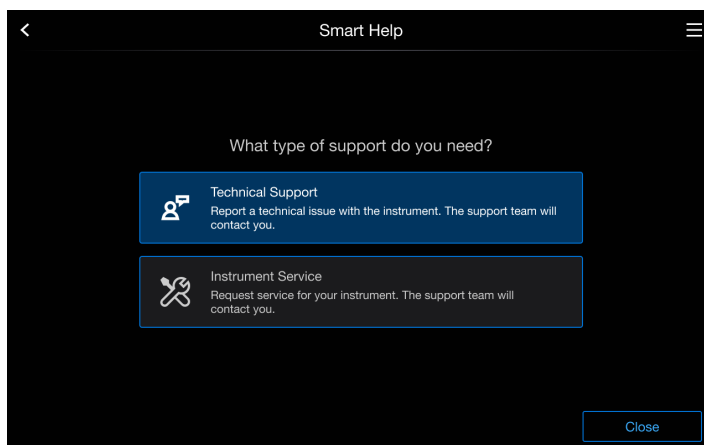 Smart Help
What type of support do you need?
Technical Support
Report a technical issue with the instrument. The support team will
contact you.
Instrument Service
Request service for your instrument. The support team will
contact you.
Close